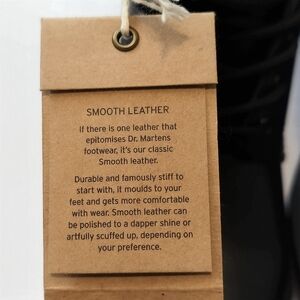 SMOOTH LEATHER
If there is one leather that
epitomises Dr. Martens
footwear, it's our classic
Smooth leather.
Durable and famously stiff to
start with, it moulds to your
feet and gets more comfortable
with wear. Smooth leather can
be polished to a dapper shine or
artfully scuffed up, depending on
your preference.